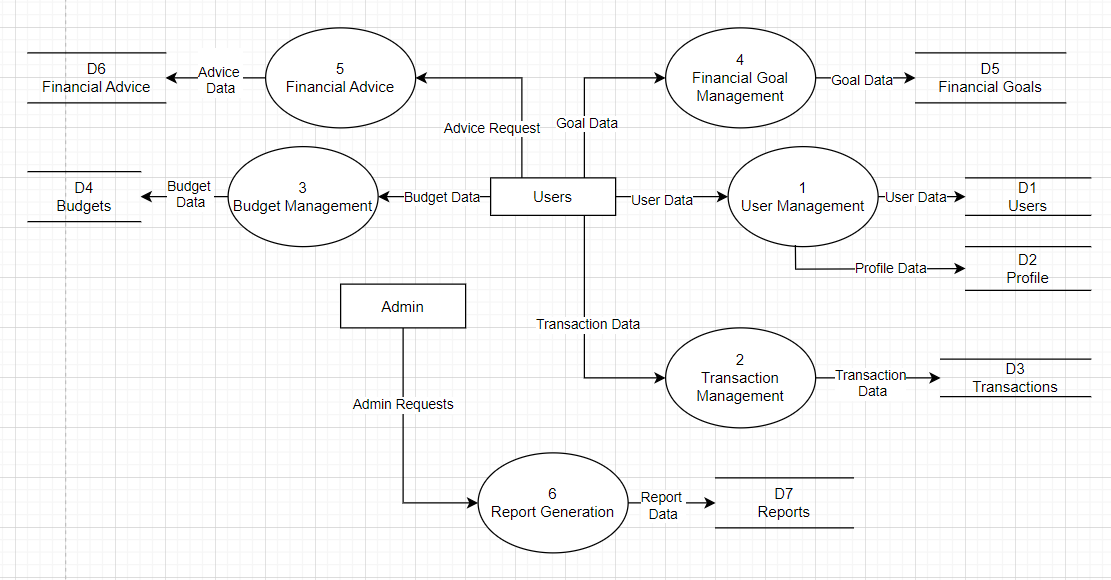 D6
Financial Advice
Advice
Data
5
Financial Advice
Advice Request
Goal Data
4
Financial Goal
Management
Goal Data
D5
Financial Goals
D4
Budgets
Budget
Data
3
Budget Management
Budget Data
Users
User Data
1
User Management
User Data
D1
Users
Profile Data
D2
Profile
Admin
Transaction Data
2
Transaction
Management
Transaction
Data
D3
Transactions
Admin Requests
6
Report Generation
Report
Data
D7
Reports